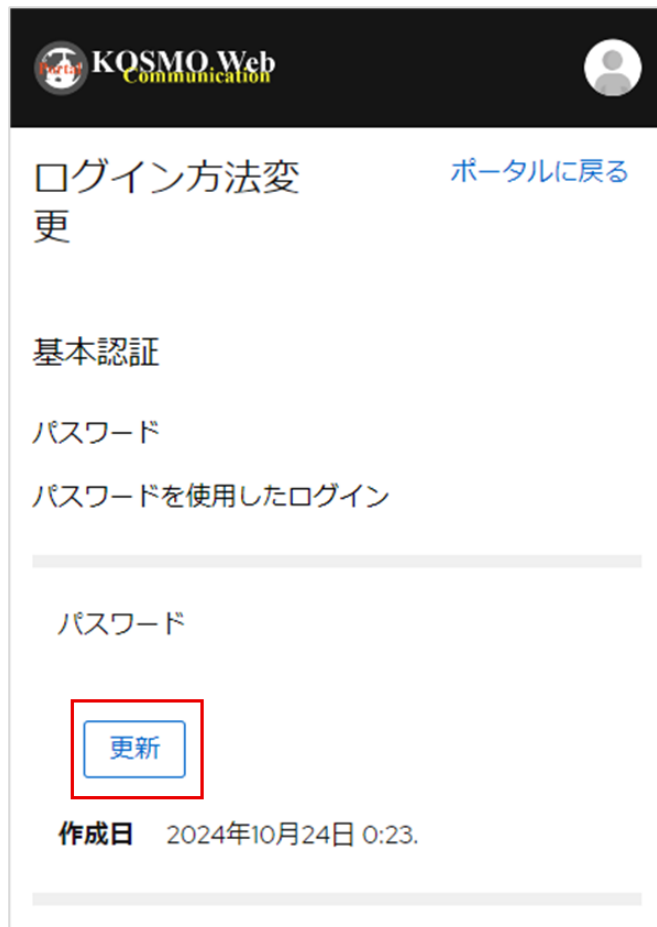 Portal KOSMO Web
Communication
ログイン方法変
更
ポータルに戻る
基本認証
パスワード
パスワードを使用したログイン
パスワード
更新
作成日 2024年10月24日 0:23.